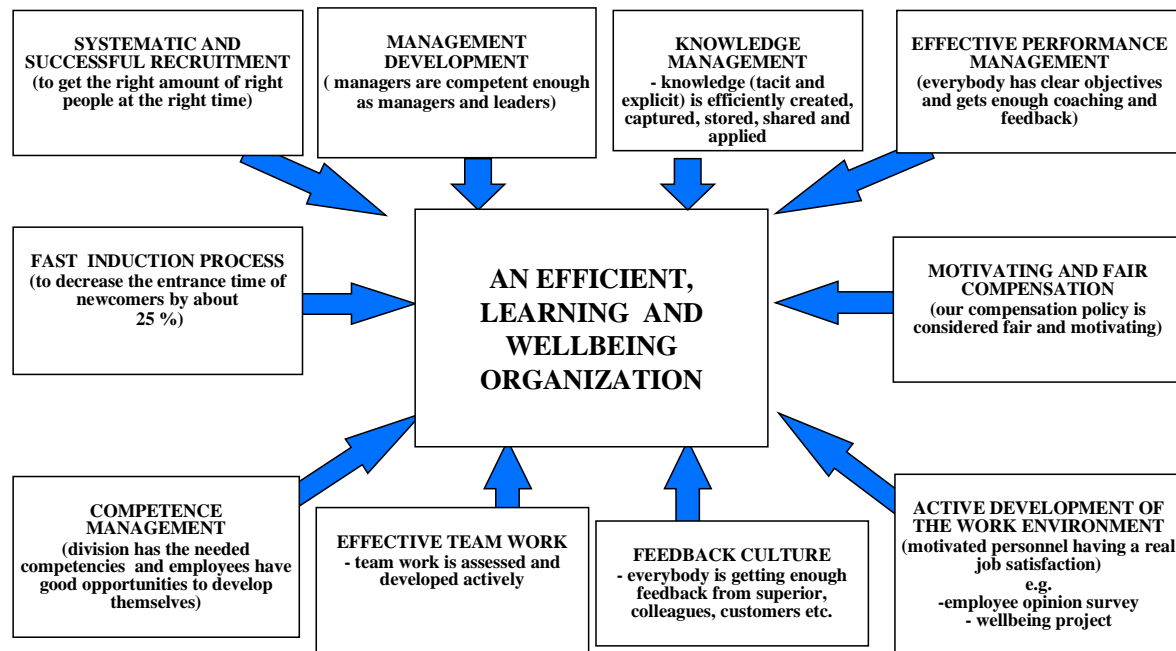 SYSTEMATIC AND
SUCCESSFUL RECRUITMENT
(to get the right amount of right
people at the right time)
MANAGEMENT
DEVELOPMENT
( managers are competent enough
as managers and leaders)
KNOWLEDGE
MANAGEMENT
- knowledge (tacit and
explicit) is efficiently created,
captured, stored, shared and
applied
EFFECTIVE PERFORMANCE
MANAGEMENT
(everybody has clear objectives
and gets enough coaching and
feedback)
FAST INDUCTION PROCESS
(to decrease the entrance time of
newcomers by about
25 %)
AN EFFICIENT,
LEARNING AND
WELLBEING
ORGANIZATION
MOTIVATING AND FAIR
COMPENSATION
(our compensation policy is
considered fair and motivating)
COMPETENCE
MANAGEMENT
(division has the needed
competencies and employees have
good opportunities to develop
themselves)
EFFECTIVE TEAM WORK
- team work is assessed and
developed actively
FEEDBACK CULTURE
- everybody is getting enough
feedback from superior,
colleagues, customers etc.
ACTIVE DEVELOPMENT OF
THE WORK ENVIRONMENT
(motivated personnel having a real
job satisfaction)
e.g.
-employee opinion survey
- wellbeing project